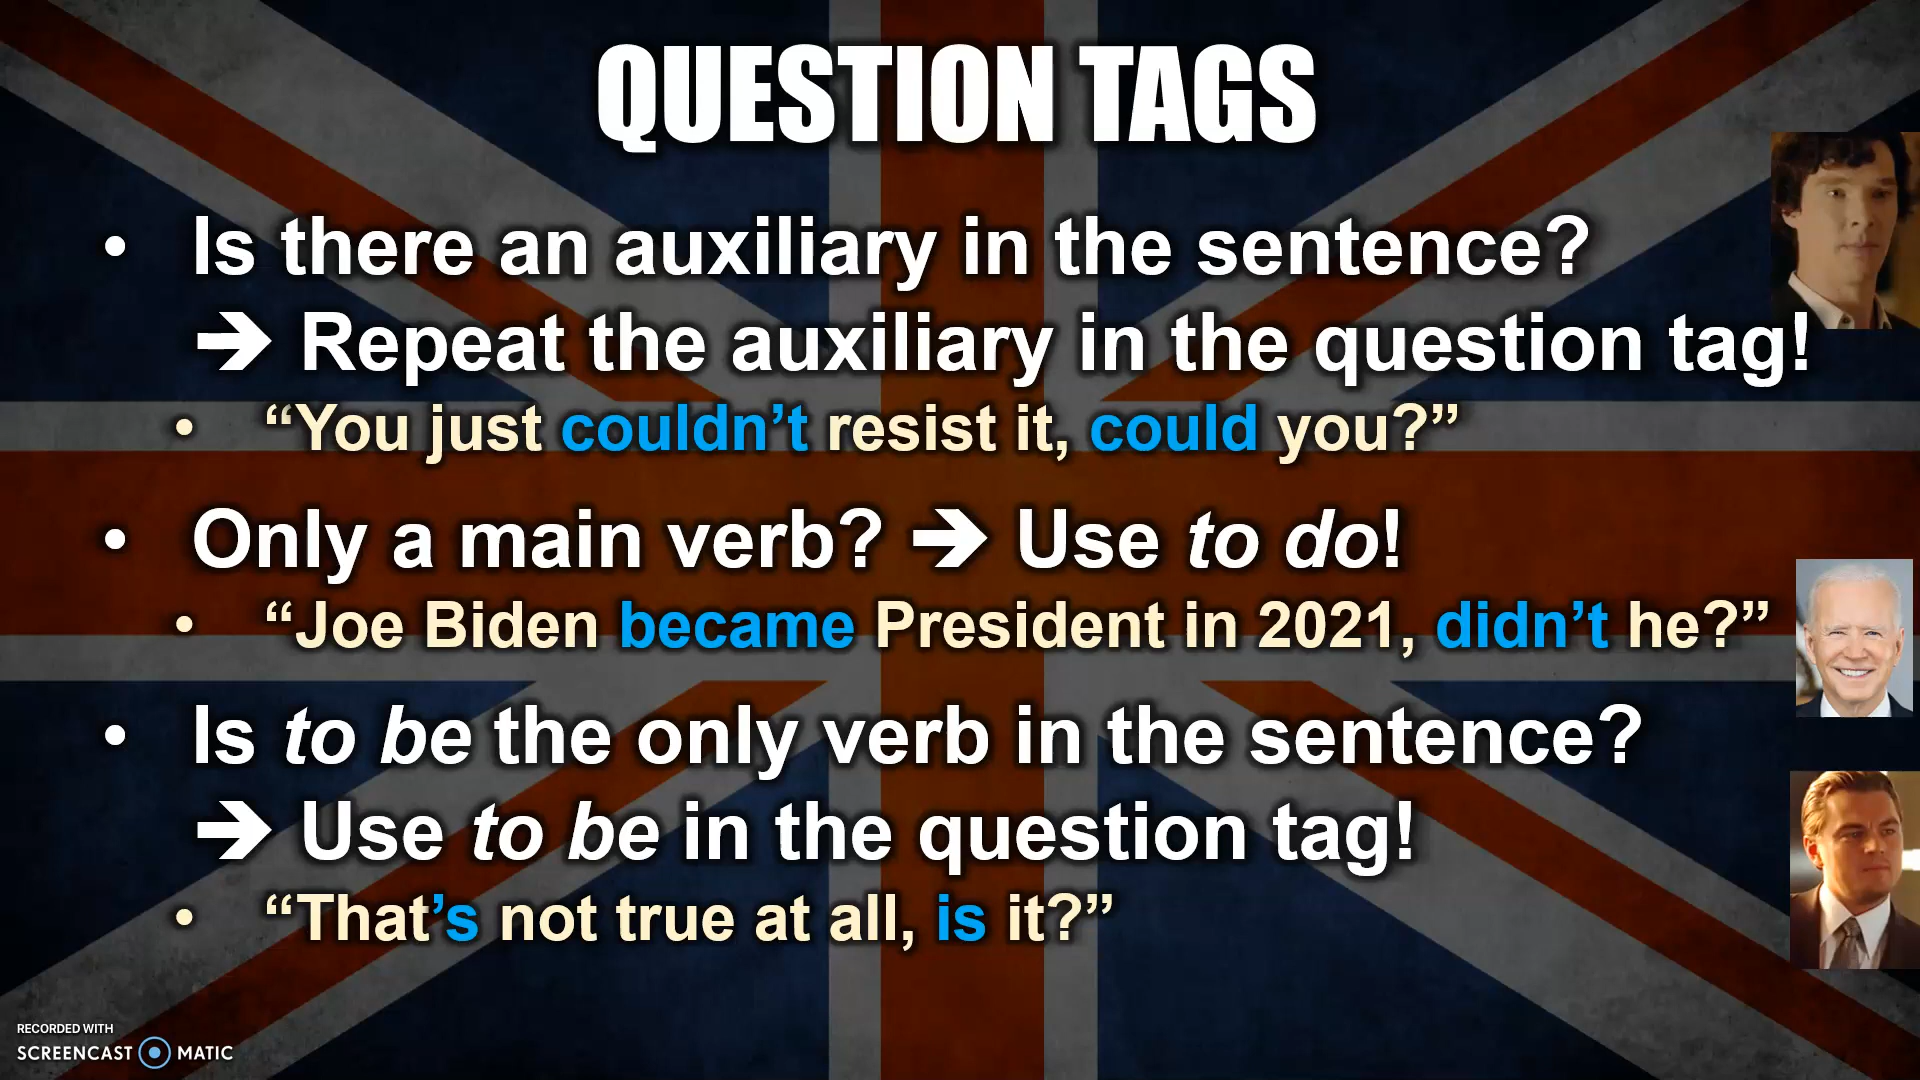 QUESTION TAGS
• Is there an auxiliary in the sentence?
➔ Repeat the auxiliary in the question tag!
• “You just couldn’t resist it, could you?”
• Only a main verb? ➔ Use to do!
• “Joe Biden became President in 2021, didn’t he?”
• Is to be the only verb in the sentence?
➔ Use to be in the question tag!
• “That’s not true at all, is it?”
RECORDED WITH
SCREENCAST MATIC